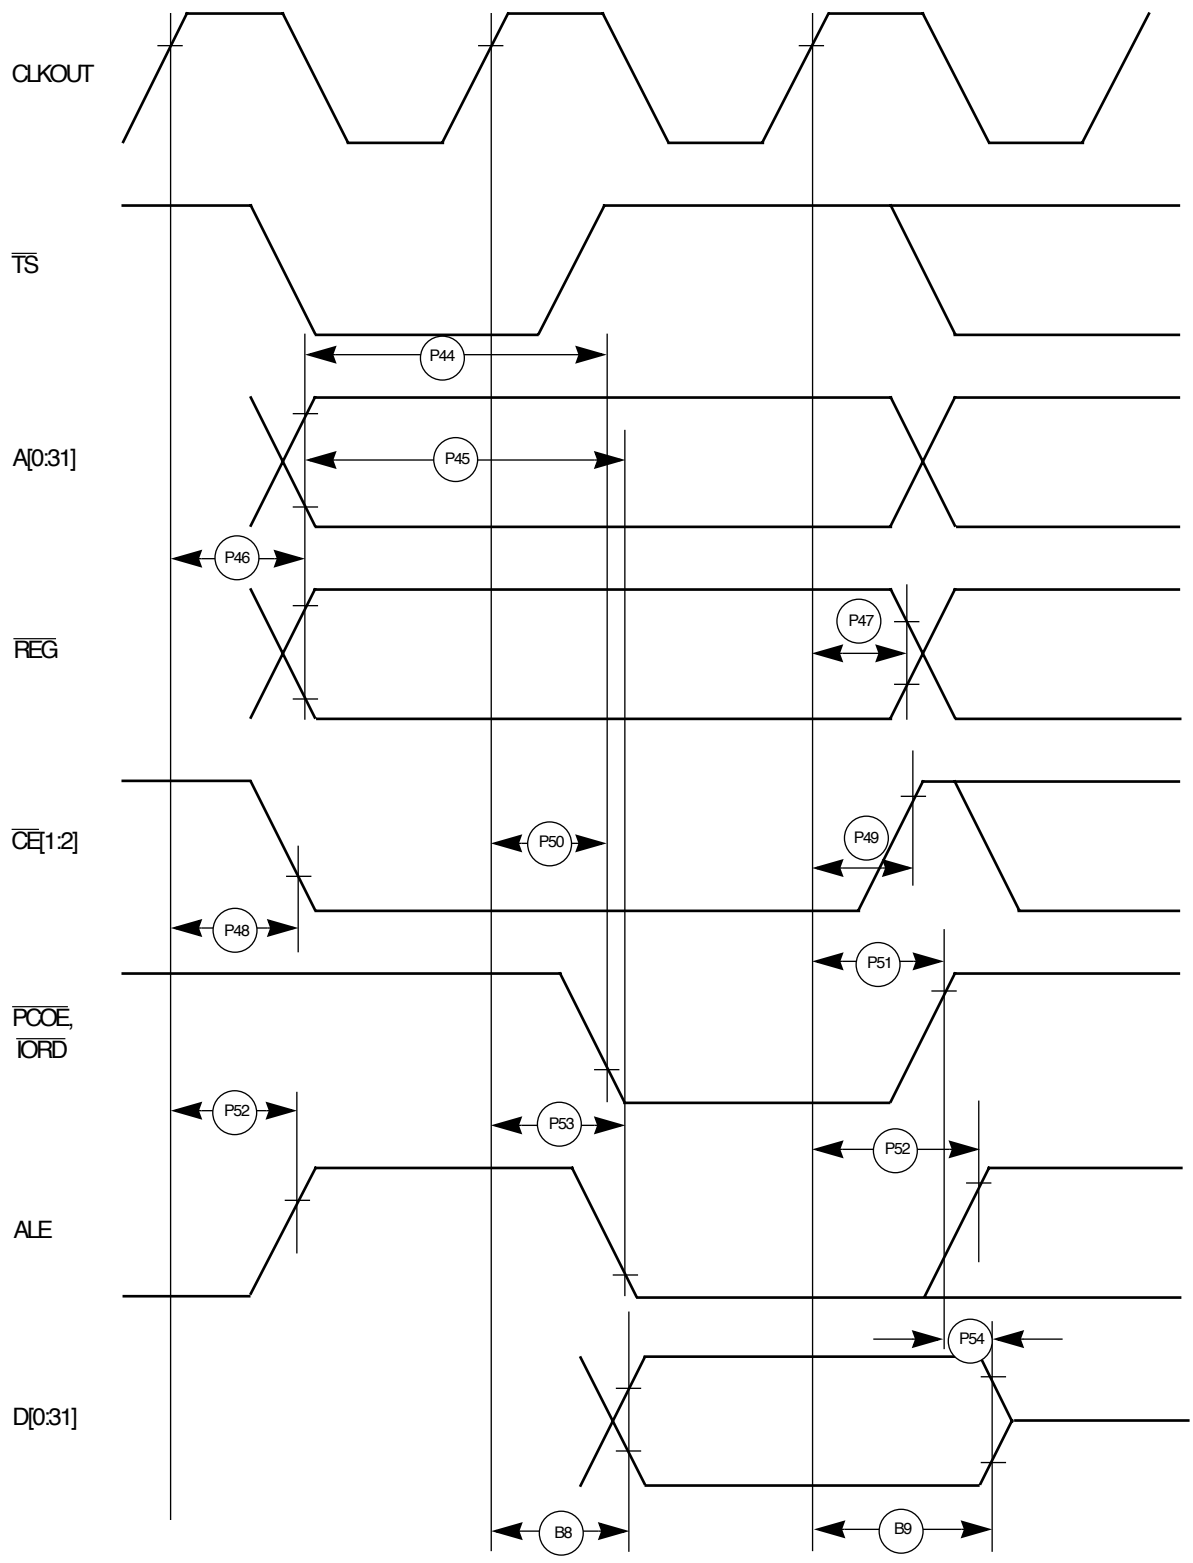 CLKOUT
TS
P44
A[0:31]
P45
P46
REG
P47
CE[1:2]
P50
P49
P48
P51
PCOE,
IORD
P52
P53
P52
ALE
P54
D[0:31]
B8
B9